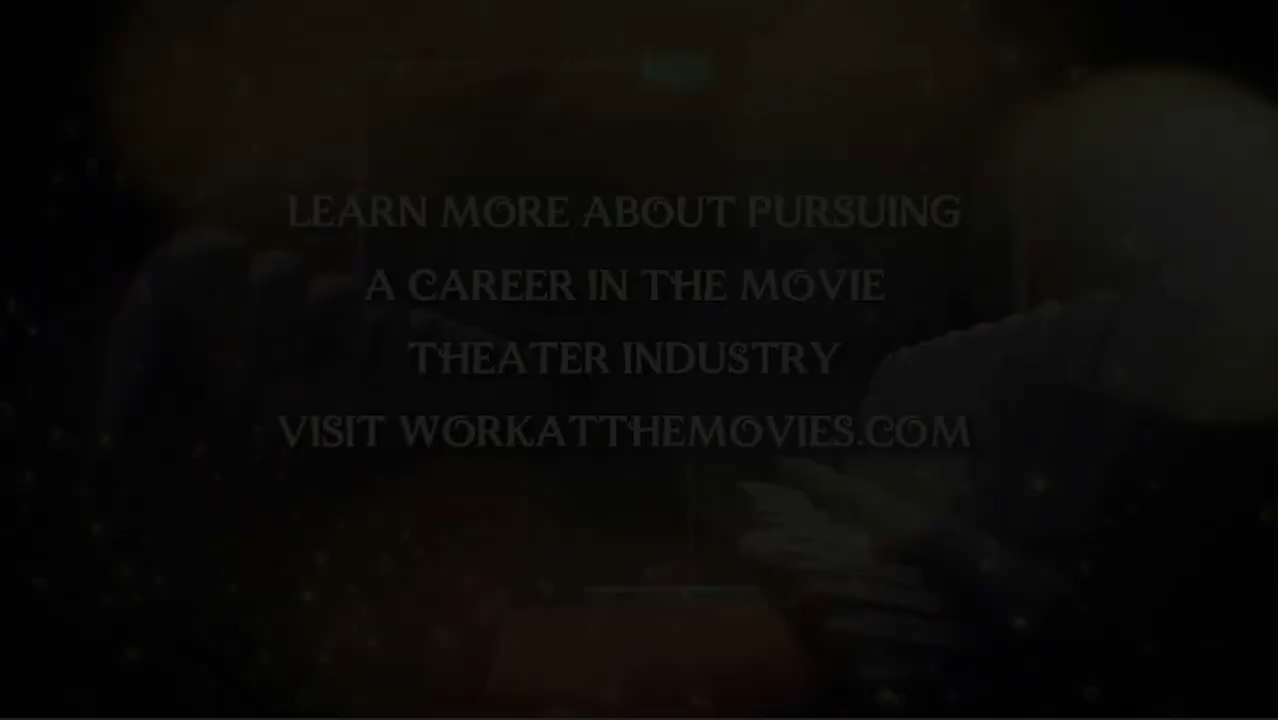 LEARN MORE ABOUT PURSUING
A CAREER IN THE MOVIE
THEATER INDUSTRY
VISIT WORKATTHEMOVIES.COM